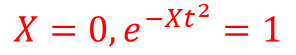 X = 0, e^{-Xt^2} = 1